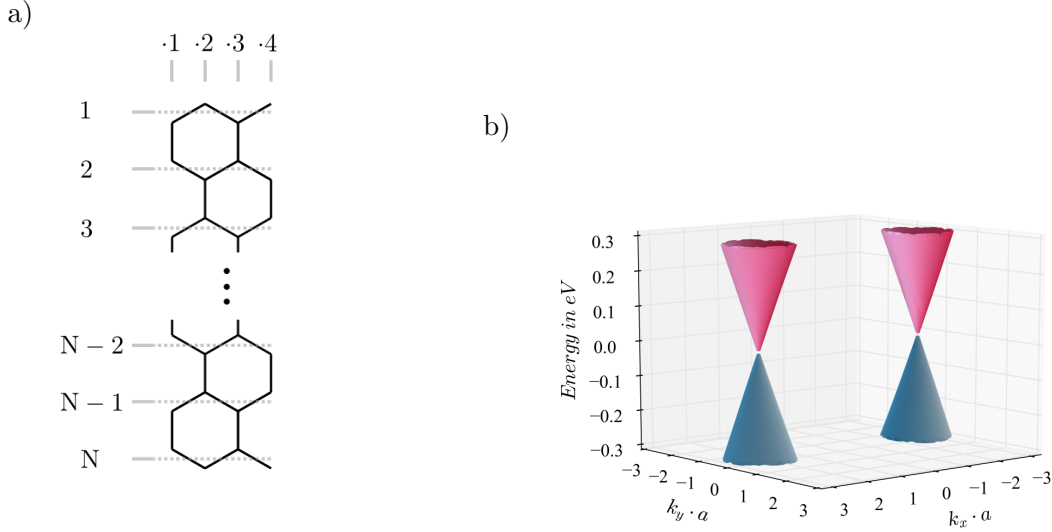 a)
·1 ·2 ·3 ·4
1
2
3
N − 2
N − 1
N
b)
Energy in eV
0.3
0.2
0.1
0.0
−0.1
−0.2
−0.3
−3 −2 −1 0 1 2 3
k_y · a
3 2 1 0 −1 −2 −3
k_x · a